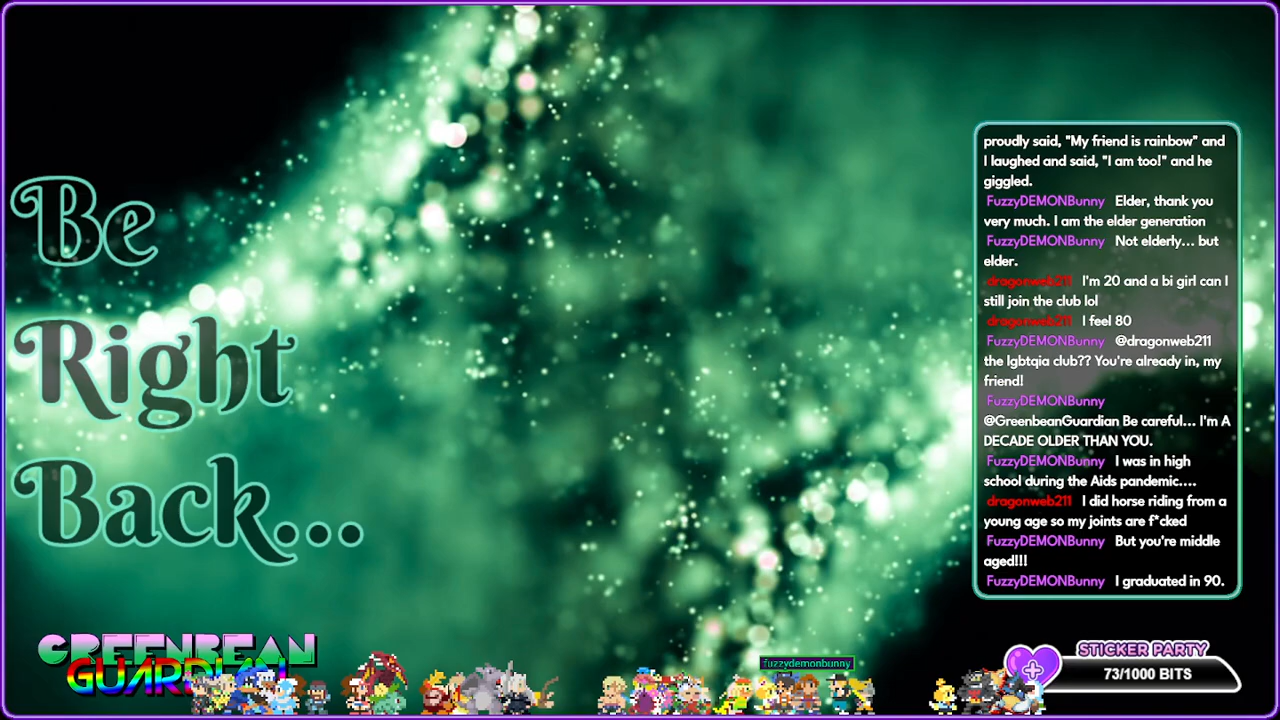 Be
Right
Back...
proudly said, "My friend is rainbow" and
I laughed and said, "I am too!" and he
giggled.
FuzzyDEMONBunny Elder, thank you
very much. I am the elder generation
FuzzyDEMONBunny Not elderly... but
elder.
dragonweb211 I'm 20 and a bi girl can I
still join the club lol
dragonweb211 I feel 80
FuzzyDEMONBunny @dragonweb211
the lgbtqia club?? You're already in, my
friend!
FuzzyDEMONBunny
@GreenbeanGuardian Be careful... I'm A
DECADE OLDER THAN YOU.
FuzzyDEMONBunny I was in high
school during the Aids pandemic....
dragonweb211 I did horse riding from a
young age so my joints are f*cked
FuzzyDEMONBunny But you're middle
aged!!!
FuzzyDEMONBunny I graduated in 90.
GREENBEAN
GUARDIAN
fuzzydemonbunny
STICKER PARTY
73/1000 BITS